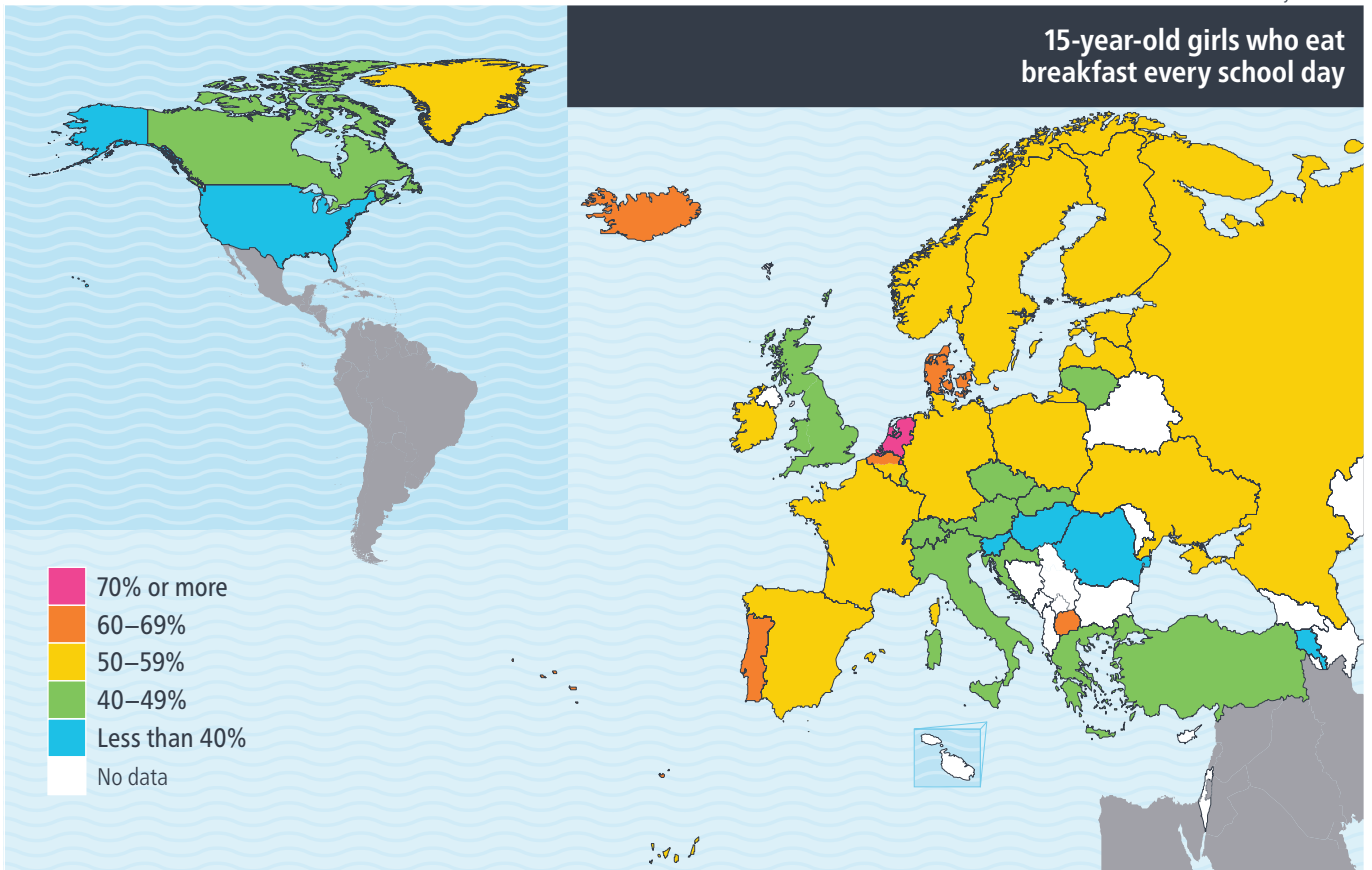 15-year-old girls who eat
breakfast every school day
70% or more
60–69%
50–59%
40–49%
Less than 40%
No data